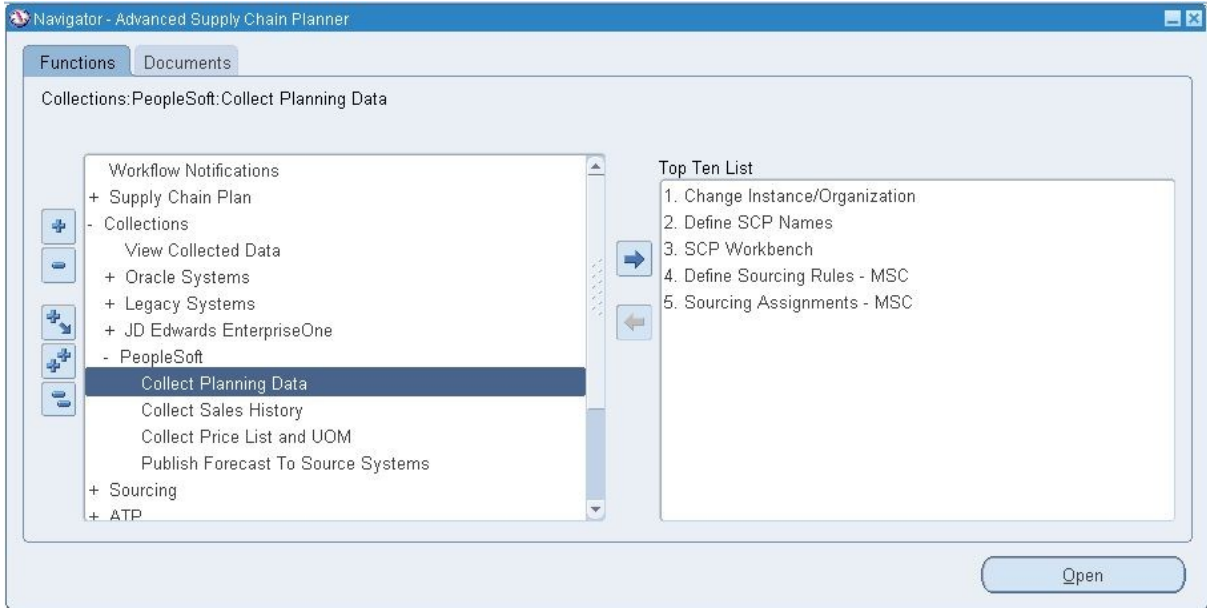 Navigator - Advanced Supply Chain Planner
Functions Documents
Collections:PeopleSoft:Collect Planning Data
Workflow Notifications
+ Supply Chain Plan
- Collections
View Collected Data
+ Oracle Systems
+ Legacy Systems
+ JD Edwards EnterpriseOne
- PeopleSoft
Collect Planning Data
Collect Sales History
Collect Price List and UOM
Publish Forecast To Source Systems
+ Sourcing
+ ATP
Top Ten List
1. Change Instance/Organization
2. Define SCP Names
3. SCP Workbench
4. Define Sourcing Rules - MSC
5. Sourcing Assignments - MSC
Open